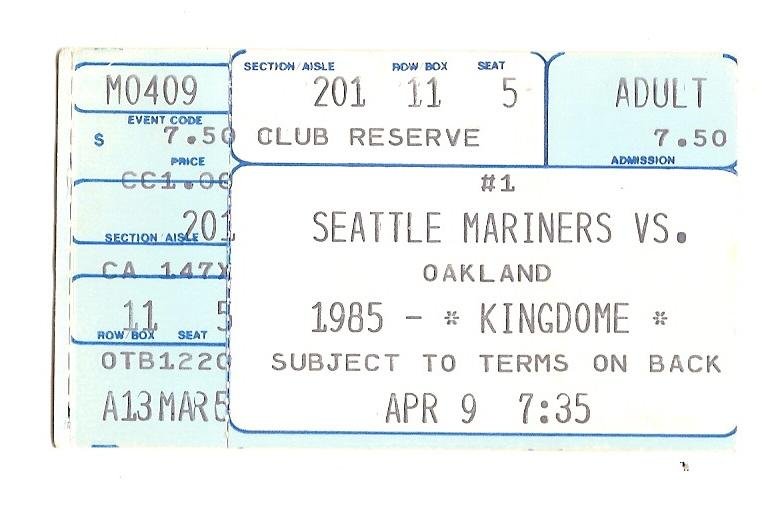 M0409
EVENT CODE
$ 7.50
PRICE
CC1.00
201
SECTION/AISLE
CA 147X
11 5
ROW/BOX SEAT
OTB1220
A13MAR5
SECTION/AISLE ROW/BOX SEAT
201 11 5
CLUB RESERVE
ADULT
7.50
ADMISSION
#1
SEATTLE MARINERS VS.
OAKLAND
1985 - * KINGDOME *
SUBJECT TO TERMS ON BACK
APR 9 7:35